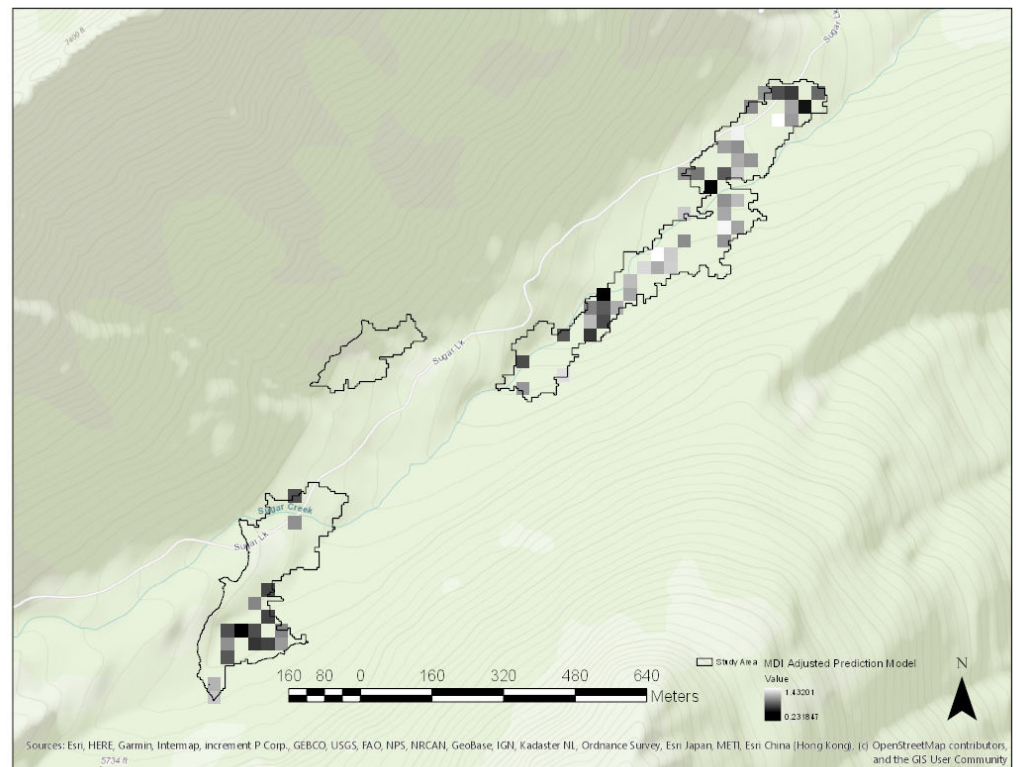 7400 ft
Sugar Lk
Sugar Lk
Sugar Creek
Sugar Lk
Study Area MDI Adjusted Prediction Model
Value
1.43201
0.231847
N
160 80 0 160 320 480 640
Meters
Sources: Esri, HERE, Garmin, Intermap, increment P Corp., GEBCO, USGS, FAO, NPS, NRCAN, GeoBase, IGN, Kadaster NL, Ordnance Survey, Esri Japan, METI, Esri China (Hong Kong), (c) OpenStreetMap contributors,
and the GIS User Community
5734 ft